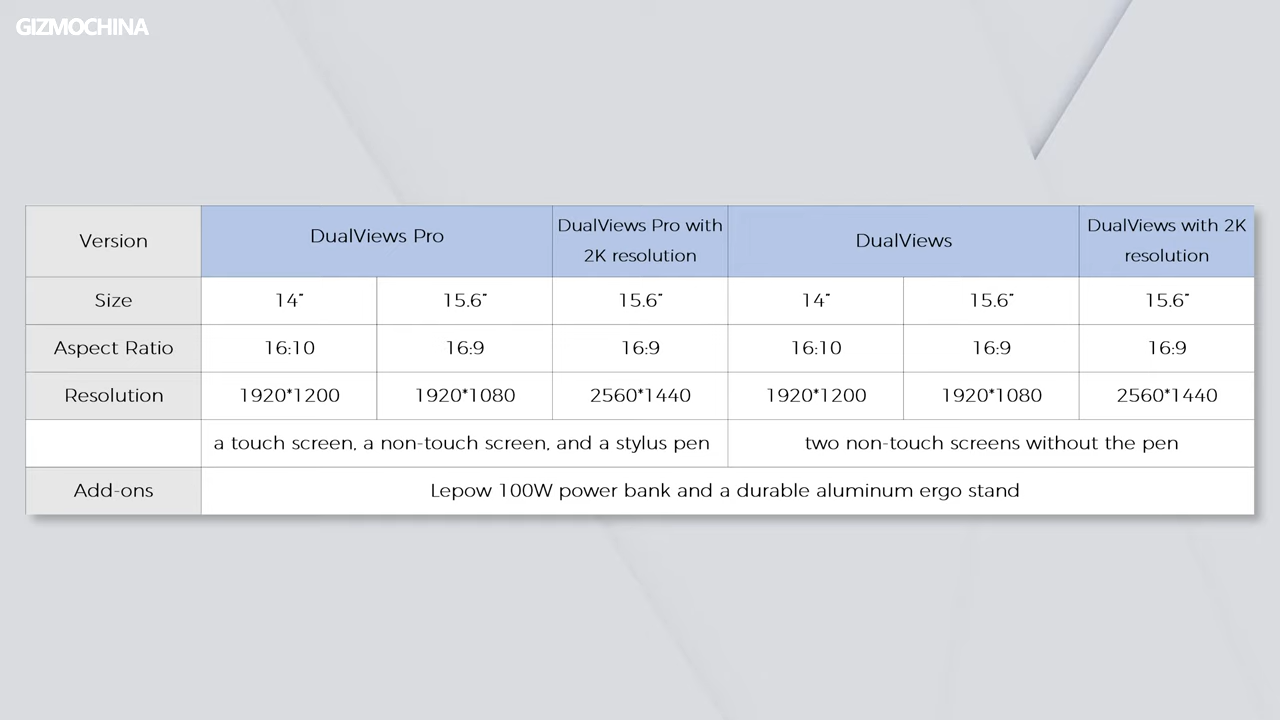 GIZMOCHINA
Version
DualViews Pro
DualViews Pro with
2K resolution
DualViews
DualViews with 2K
resolution
Size
14"
15.6"
15.6"
14"
15.6"
15.6"
Aspect Ratio
16:10
16:9
16:9
16:10
16:9
16:9
Resolution
1920*1200
1920*1080
2560*1440
1920*1200
1920*1080
2560*1440
a touch screen, a non-touch screen, and a stylus pen
two non-touch screens without the pen
Add-ons
Lepow 100W power bank and a durable aluminum ergo stand